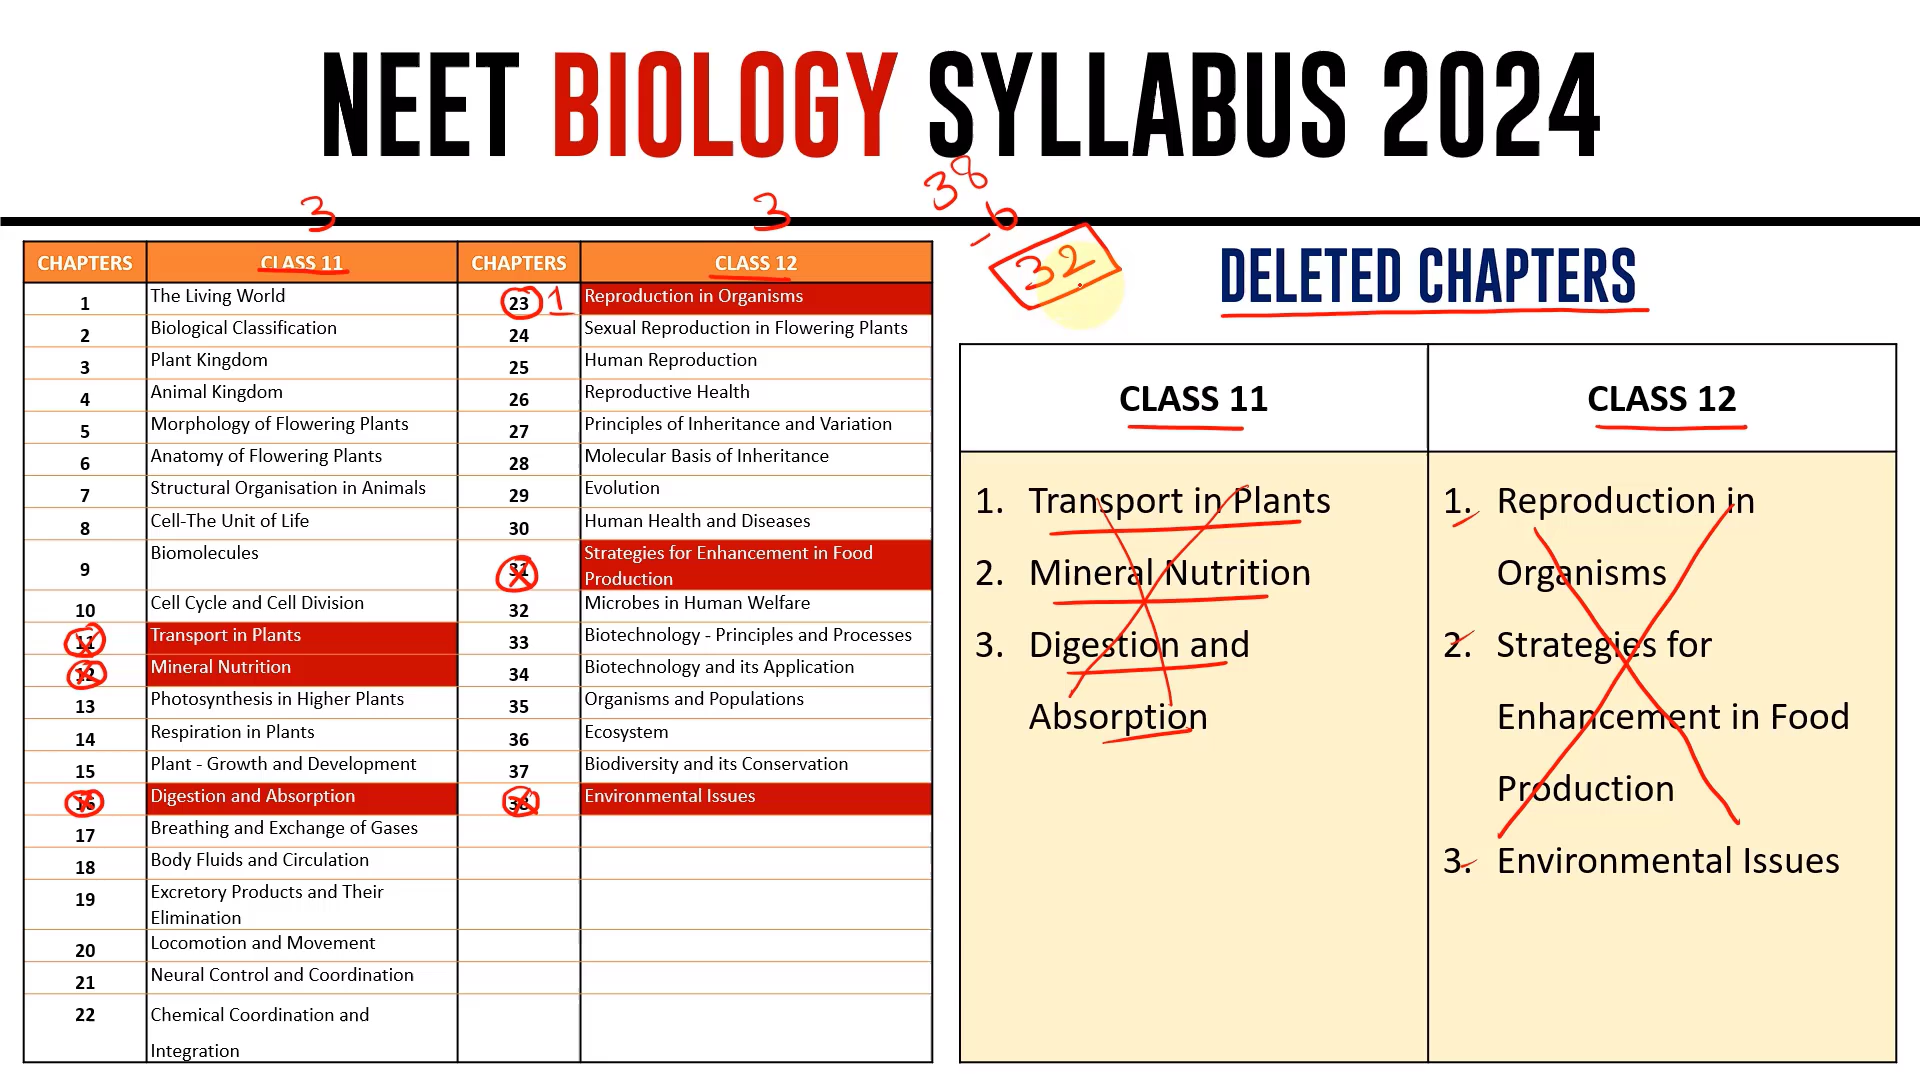 NEET BIOLOGY SYLLABUS 2024
3
3
38
-6
32
CHAPTERS CLASS 11 CHAPTERS CLASS 12
1 The Living World 23 1 Reproduction in Organisms
2 Biological Classification 24 Sexual Reproduction in Flowering Plants
3 Plant Kingdom 25 Human Reproduction
4 Animal Kingdom 26 Reproductive Health
5 Morphology of Flowering Plants 27 Principles of Inheritance and Variation
6 Anatomy of Flowering Plants 28 Molecular Basis of Inheritance
7 Structural Organisation in Animals 29 Evolution
8 Cell-The Unit of Life 30 Human Health and Diseases
9 Biomolecules 31 Strategies for Enhancement in Food
Production
10 Cell Cycle and Cell Division 32 Microbes in Human Welfare
11 Transport in Plants 33 Biotechnology - Principles and Processes
12 Mineral Nutrition 34 Biotechnology and its Application
13 Photosynthesis in Higher Plants 35 Organisms and Populations
14 Respiration in Plants 36 Ecosystem
15 Plant - Growth and Development 37 Biodiversity and its Conservation
16 Digestion and Absorption 38 Environmental Issues
17 Breathing and Exchange of Gases
18 Body Fluids and Circulation
19 Excretory Products and Their
Elimination
20 Locomotion and Movement
21 Neural Control and Coordination
22 Chemical Coordination and
Integration
DELETED CHAPTERS
CLASS 11
1. Transport in Plants
2. Mineral Nutrition
3. Digestion and
Absorption
CLASS 12
1. Reproduction in
Organisms
2. Strategies for
Enhancement in Food
Production
3. Environmental Issues